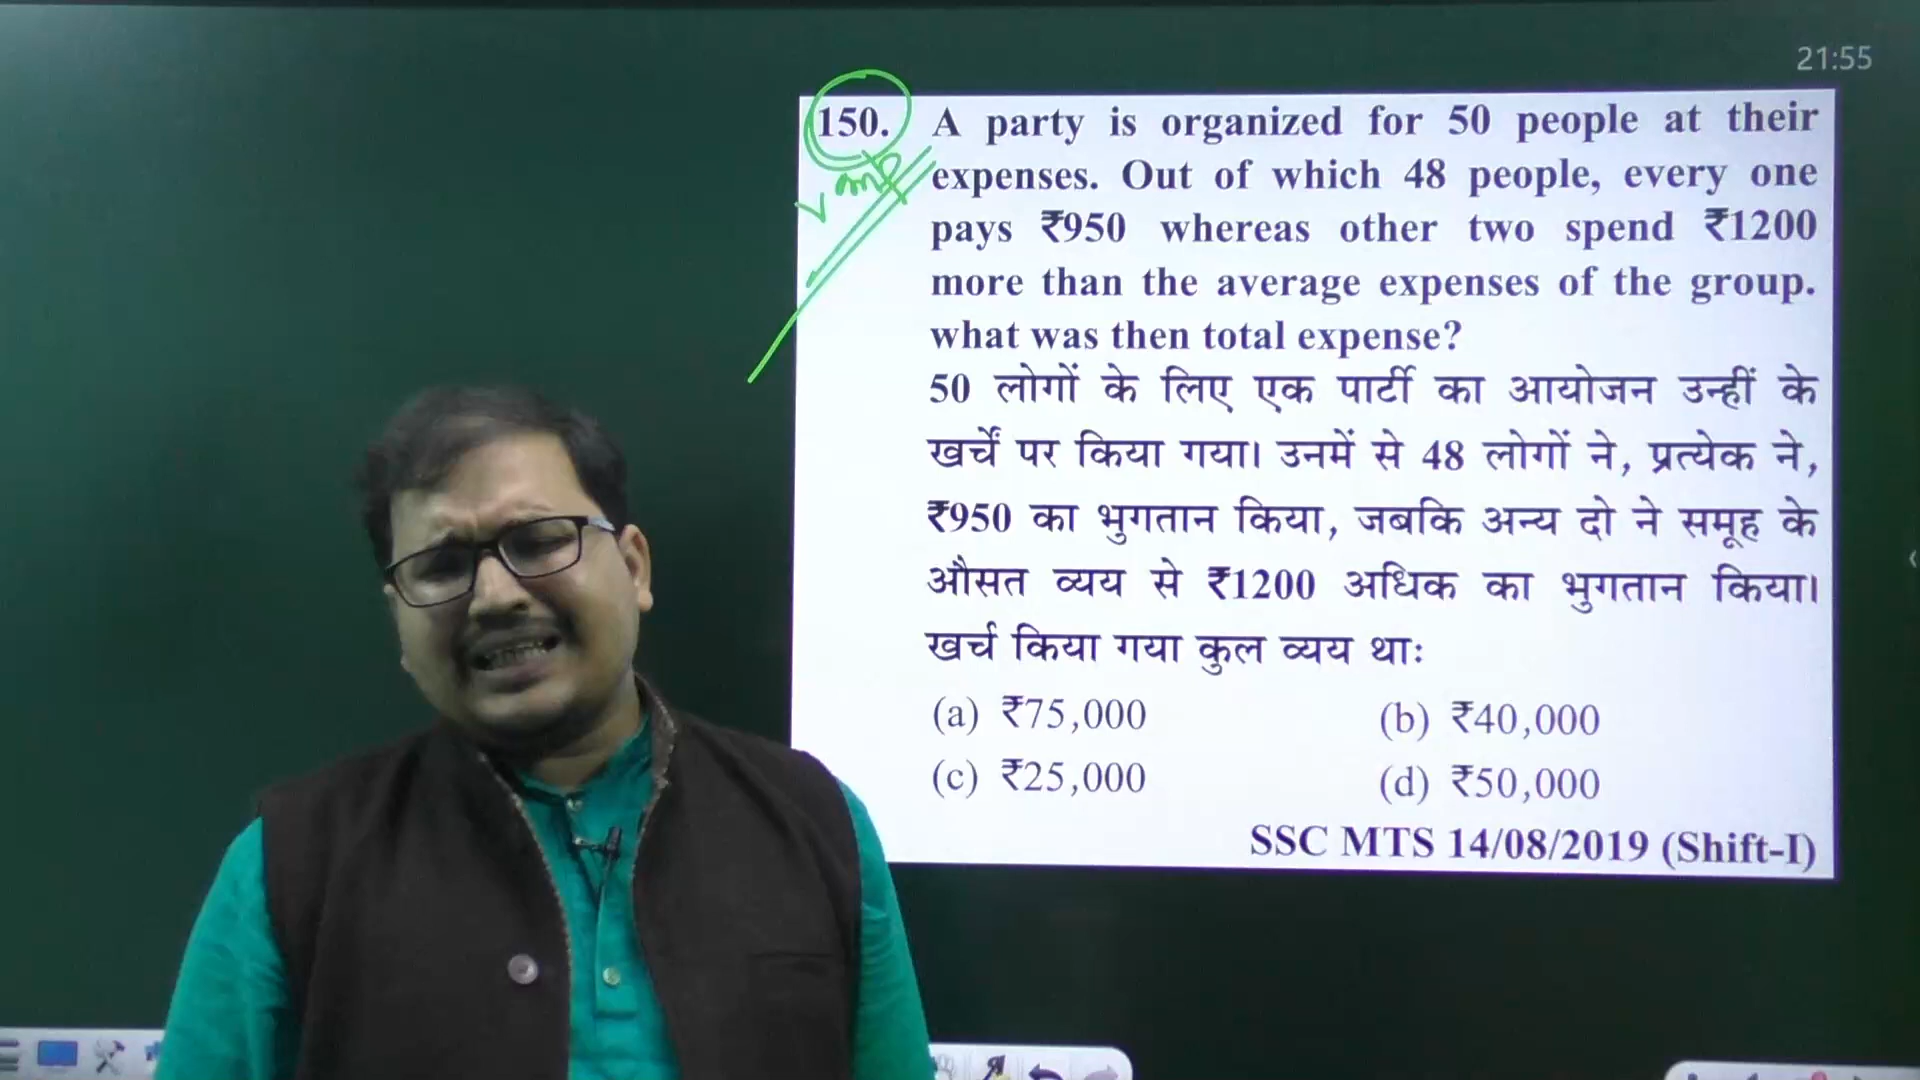 21:55
150. A party is organized for 50 people at their
expenses. Out of which 48 people, every one
pays ₹950 whereas other two spend ₹1200
more than the average expenses of the group.
what was then total expense?
50 लोगों के लिए एक पार्टी का आयोजन उन्हीं के
खर्चें पर किया गया। उनमें से 48 लोगों ने, प्रत्येक ने,
₹950 का भुगतान किया, जबकि अन्य दो ने समूह के
औसत व्यय से ₹1200 अधिक का भुगतान किया।
खर्च किया गया कुल व्यय थाः
(a) ₹75,000 (b) ₹40,000
(c) ₹25,000 (d) ₹50,000
SSC MTS 14/08/2019 (Shift-I)